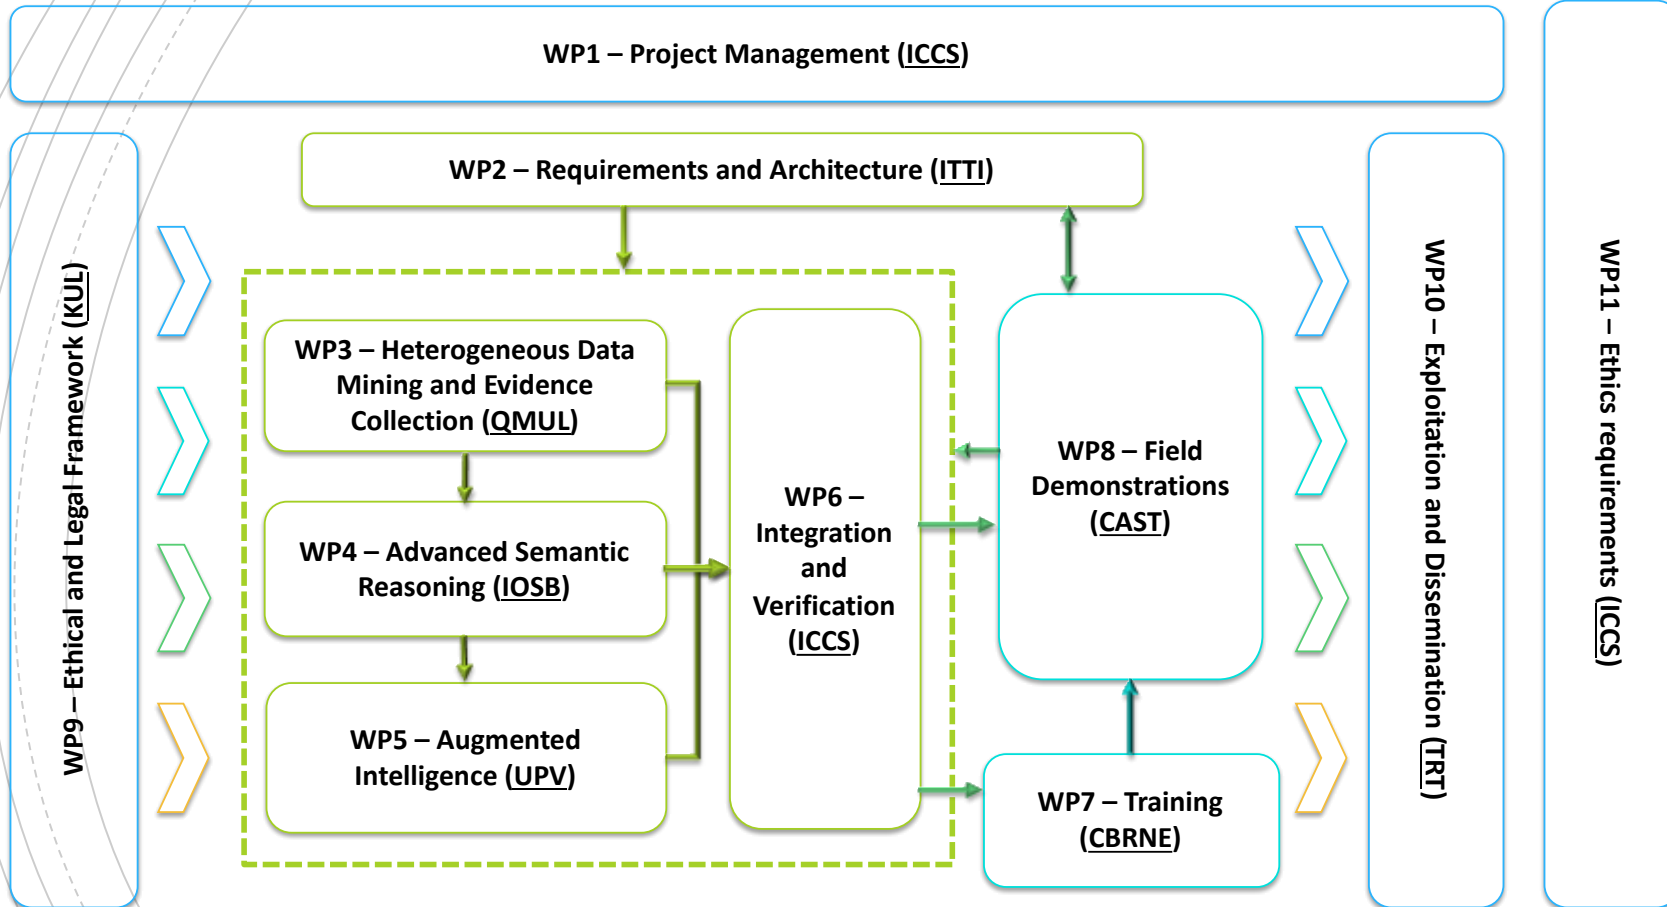 WP1 – Project Management (ICCS)
WP2 – Requirements and Architecture (ITTI)
WP9 – Ethical and Legal Framework (KUL)
WP3 – Heterogeneous Data
Mining and Evidence
Collection (QMUL)
WP4 – Advanced Semantic
Reasoning (IOSB)
WP5 – Augmented
Intelligence (UPV)
WP6 –
Integration
and
Verification
(ICCS)
WP8 – Field
Demonstrations
(CAST)
WP7 – Training
(CBRNE)
WP10 – Exploitation and Dissemination (TRT)
WP11 – Ethics requirements (ICCS)